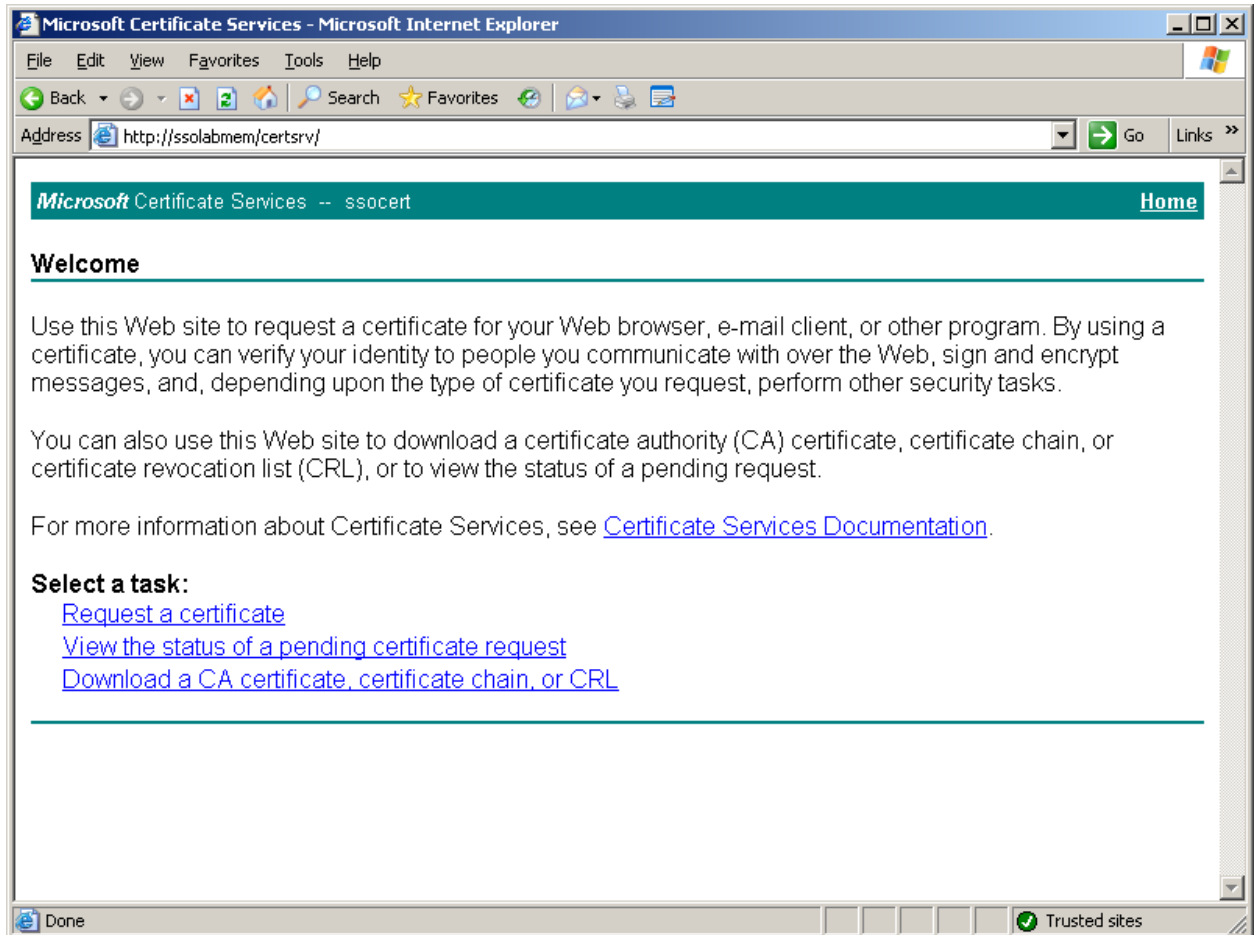 Microsoft Certificate Services - Microsoft Internet Explorer
File Edit View Favorites Tools Help
Back Search Favorites
Address http://ssolabmem/certsrv/ Go Links »
Microsoft Certificate Services -- ssocert Home
Welcome
Use this Web site to request a certificate for your Web browser, e-mail client, or other program. By using a
certificate, you can verify your identity to people you communicate with over the Web, sign and encrypt
messages, and, depending upon the type of certificate you request, perform other security tasks.
You can also use this Web site to download a certificate authority (CA) certificate, certificate chain, or
certificate revocation list (CRL), or to view the status of a pending request.
For more information about Certificate Services, see Certificate Services Documentation.
Select a task:
Request a certificate
View the status of a pending certificate request
Download a CA certificate, certificate chain, or CRL
Done Trusted sites